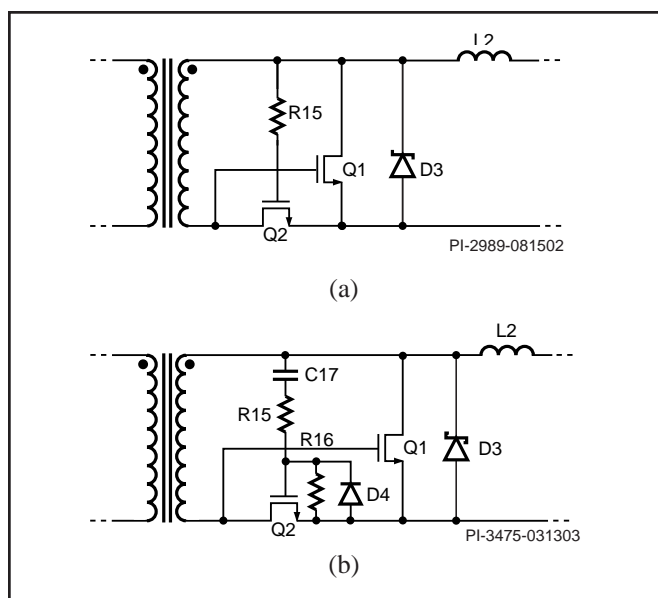 L2
R15
Q1
D3
Q2
PI-2989-081502
(a)
L2
C17
R15
R16
Q1
D3
D4
Q2
PI-3475-031303
(b)